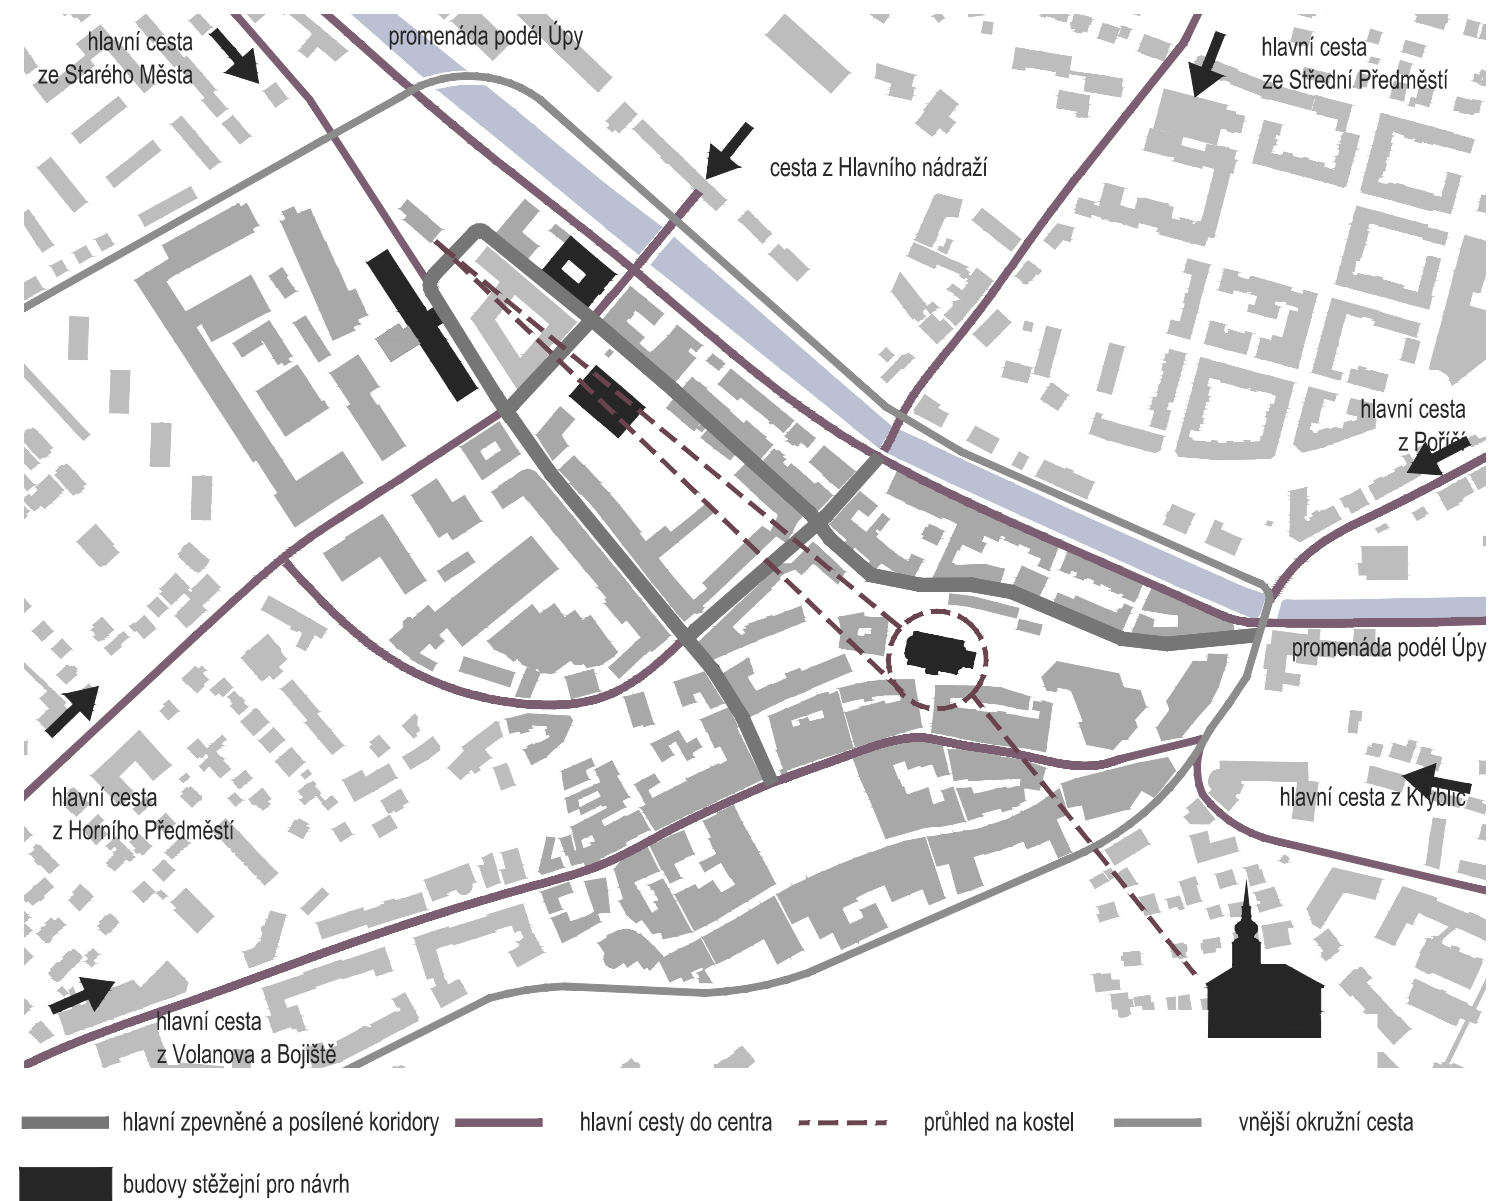 promenáda podél Úpy
hlavní cesta
ze Starého Města
hlavní cesta
ze Střední Předměstí
cesta z Hlavního nádraží
hlavní cesta
z Poříčí
promenáda podél Úpy
hlavní cesta
z Horního Předměstí
hlavní cesta z Kryblic
hlavní cesta
z Volanova a Bojiště
hlavní zpevněné a posílené koridory
hlavní cesty do centra
průhled na kostel
vnější okružní cesta
budovy stěžejní pro návrh